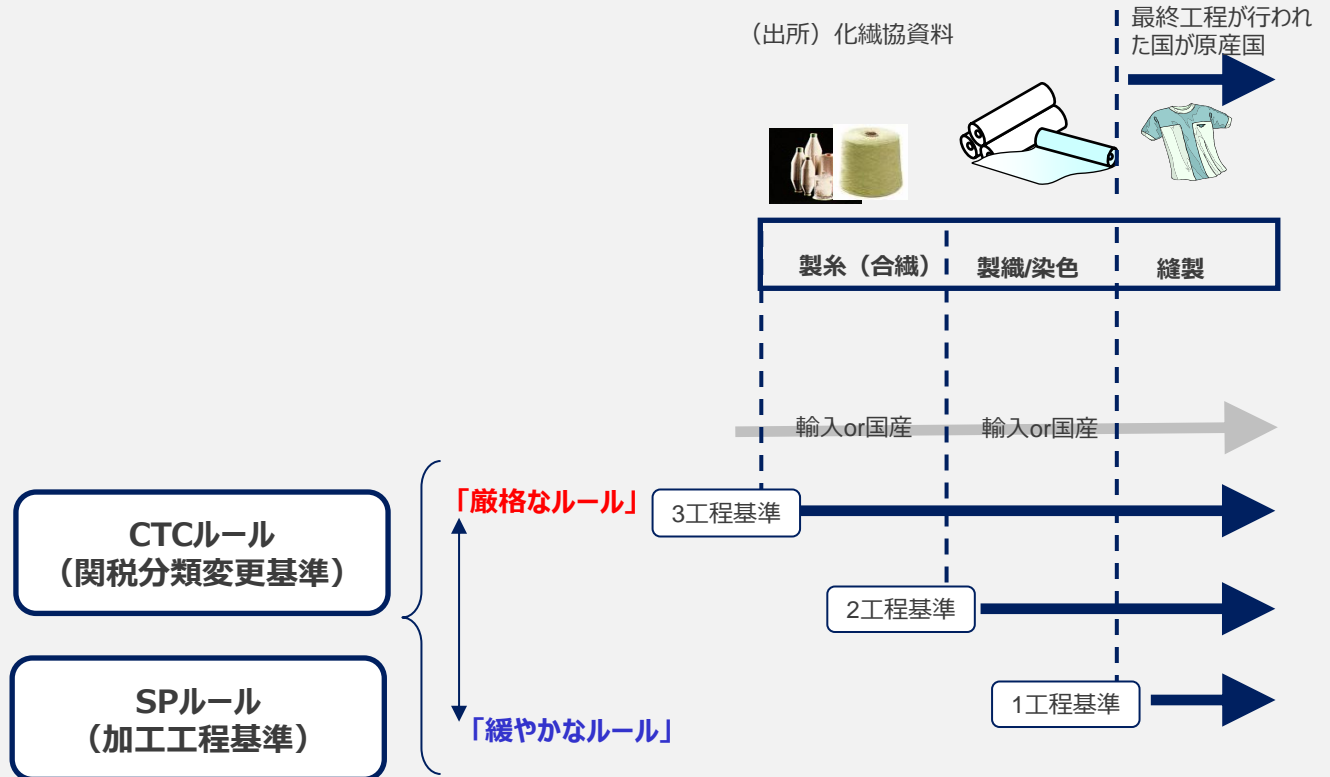 （出所）化繊協資料
最終工程が行われ
た国が原産国
製糸（合繊）
製織/染色
縫製
輸入or国産
輸入or国産
CTCルール
（関税分類変更基準）
SPルール
（加工工程基準）
「厳格なルール」
「緩やかなルール」
3工程基準
2工程基準
1工程基準